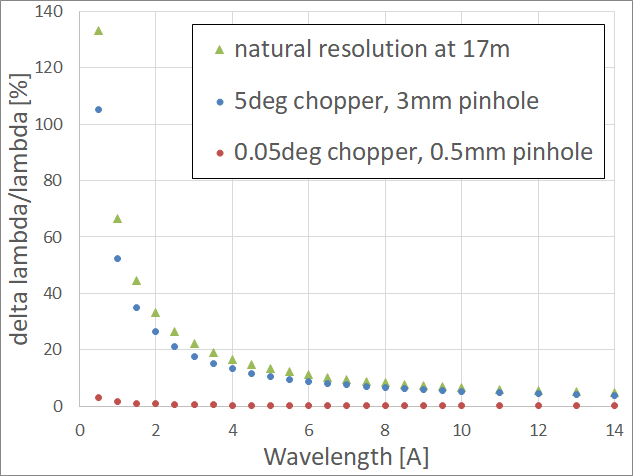 140
120
100
80
60
40
20
0
delta lambda/lambda [%]
natural resolution at 17m
5deg chopper, 3mm pinhole
0.05deg chopper, 0.5mm pinhole
0 2 4 6 8 10 12 14
Wavelength [A]